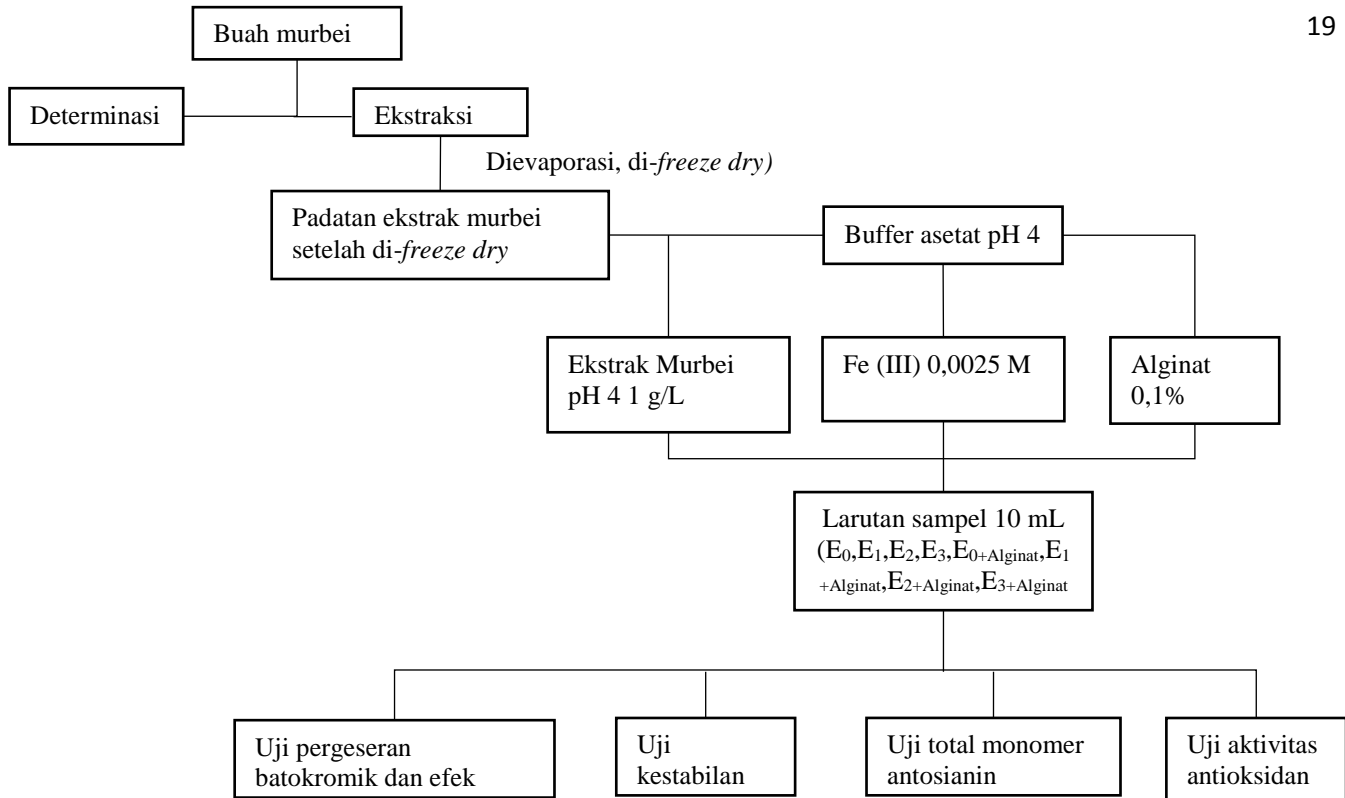 19
Buah murbei
Determinasi
Ekstraksi
Dievaporasi, di-freeze dry)
Padatan ekstrak murbei
setelah di-freeze dry
Buffer asetat pH 4
Ekstrak Murbei
pH 4 1 g/L
Fe (III) 0,0025 M
Alginat
0,1%
Larutan sampel 10 mL
(E₀,E₁,E₂,E₃,E₀₊Alginat,E₁
+Alginat,E₂₊Alginat,E₃₊Alginat
Uji pergeseran
batokromik dan efek
Uji
kestabilan
Uji total monomer
antosianin
Uji aktivitas
antioksidan